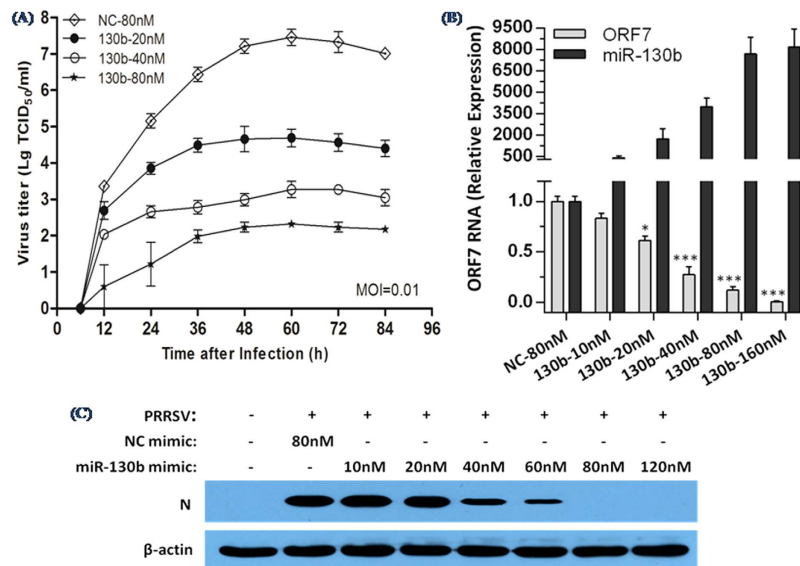 (A)
NC-80nM
130b-20nM
130b-40nM
130b-80nM
Virus titer (Lg TCID50/ml)
8
7
6
5
4
3
2
1
0
MOI=0.01
0 12 24 36 48 60 72 84 96
Time after Infection (h)
(B)
ORF7
miR-130b
ORF7 RNA (Relative Expression)
9500
8000
6500
5000
3500
2000
500
1.0
0.5
0.0
*
***
***
***
NC-80nM
130b-10nM
130b-20nM
130b-40nM
130b-80nM
130b-160nM
(C)
PRRSV: - + + + + + + +
NC mimic: - 80nM - - - - - -
miR-130b mimic: - - 10nM 20nM 40nM 60nM 80nM 120nM
N
β-actin